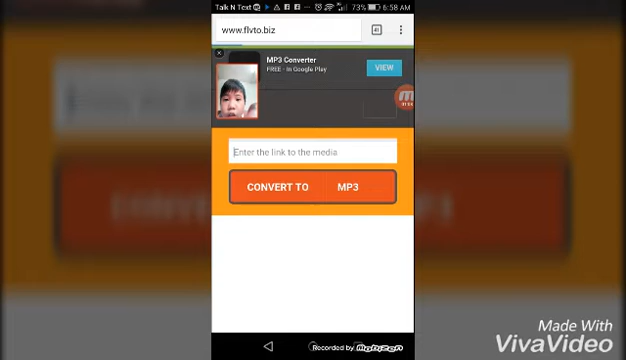 Talk N Text
73% 6:58 AM
www.flvto.biz
MP3 Converter
FREE - In Google Play
VIEW
Enter the link to the media
CONVERT TO MP3
Recorded by mobizen
Made With
VivaVideo